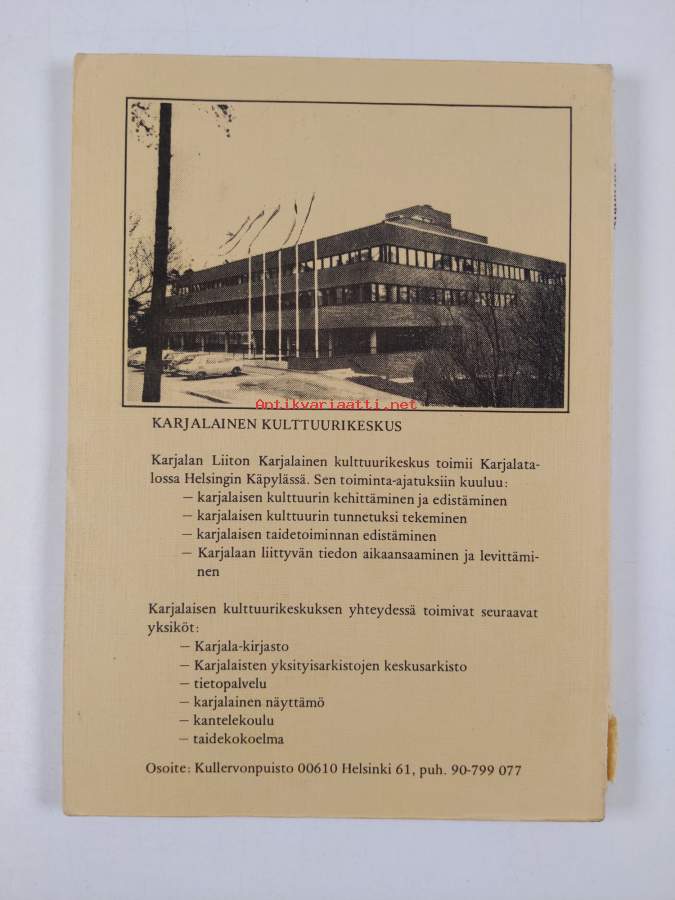 Antikvariaatti.net
KARJALAINEN KULTTUURIKESKUS
Karjalan Liiton Karjalainen kulttuurikeskus toimii Karjalata-
lossa Helsingin Käpylässä. Sen toiminta-ajatuksiin kuuluu:
– karjalaisen kulttuurin kehittäminen ja edistäminen
– karjalaisen kulttuurin tunnetuksi tekeminen
– karjalaisen taidetoiminnan edistäminen
– Karjalaan liittyvän tiedon aikaansaaminen ja levittämi-
nen
Karjalaisen kulttuurikeskuksen yhteydessä toimivat seuraavat
yksiköt:
– Karjala-kirjasto
– Karjalaisten yksityisarkistojen keskusarkisto
– tietopalvelu
– karjalainen näyttämö
– kantelekoulu
– taidekokoelma
Osoite: Kullervonpuisto 00610 Helsinki 61, puh. 90-799 077